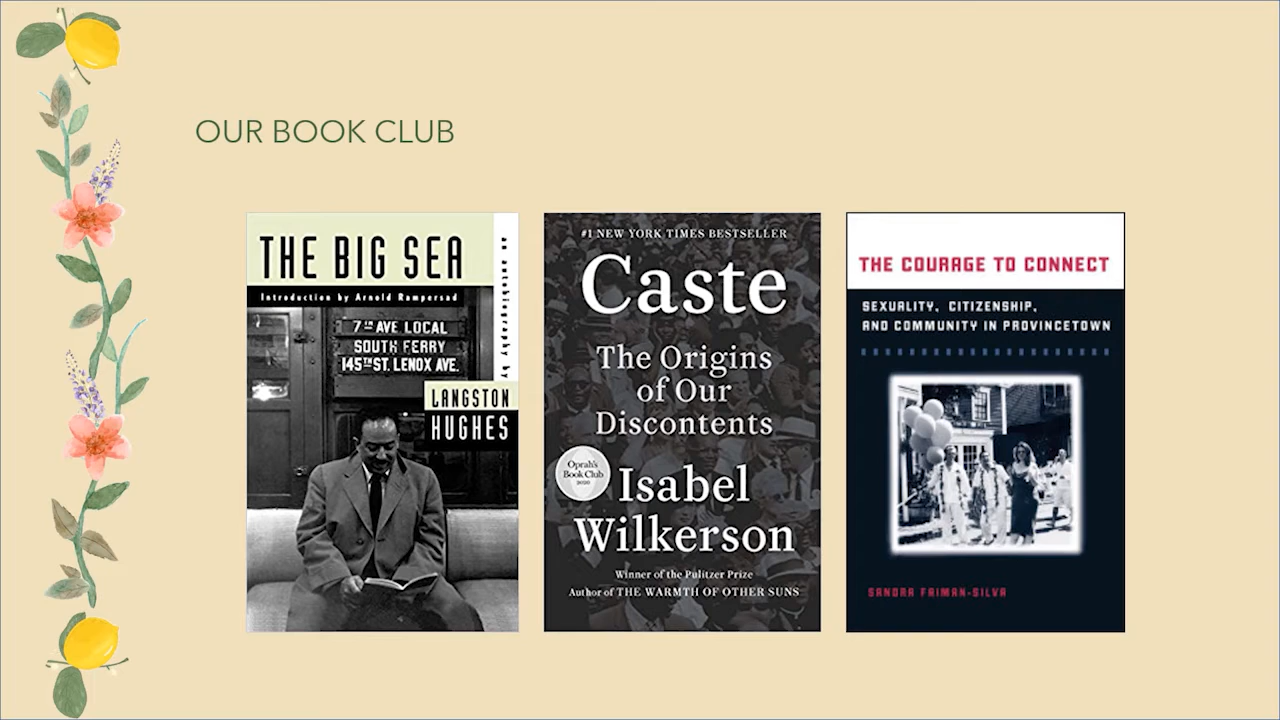 OUR BOOK CLUB
THE BIG SEA
an autobiography by
Introduction by Arnold Rampersad
7TH AVE LOCAL
SOUTH FERRY
145TH ST. LENOX AVE.
LANGSTON
HUGHES
#1 NEW YORK TIMES BESTSELLER
Caste
The Origins
of Our
Discontents
Oprah's
Book Club
2020
Isabel
Wilkerson
Winner of the Pulitzer Prize
Author of THE WARMTH OF OTHER SUNS
THE COURAGE TO CONNECT
SEXUALITY, CITIZENSHIP,
AND COMMUNITY IN PROVINCETOWN
SANDRA FAIMAN-SILVA